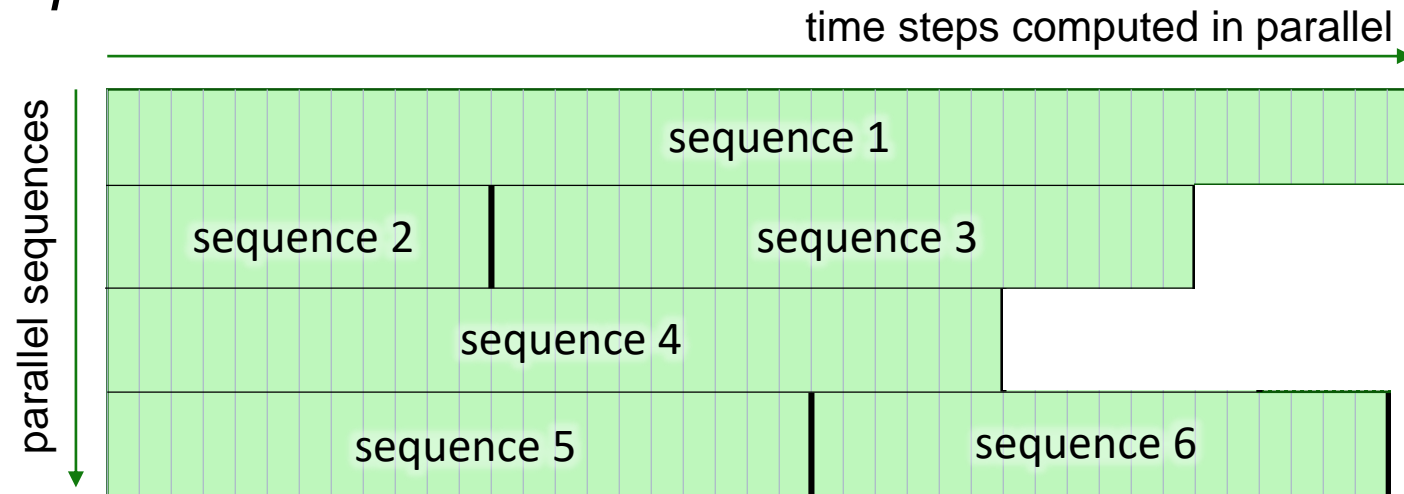 time steps computed in parallel
parallel sequences
sequence 1
sequence 2 sequence 3
sequence 4
sequence 5 sequence 6